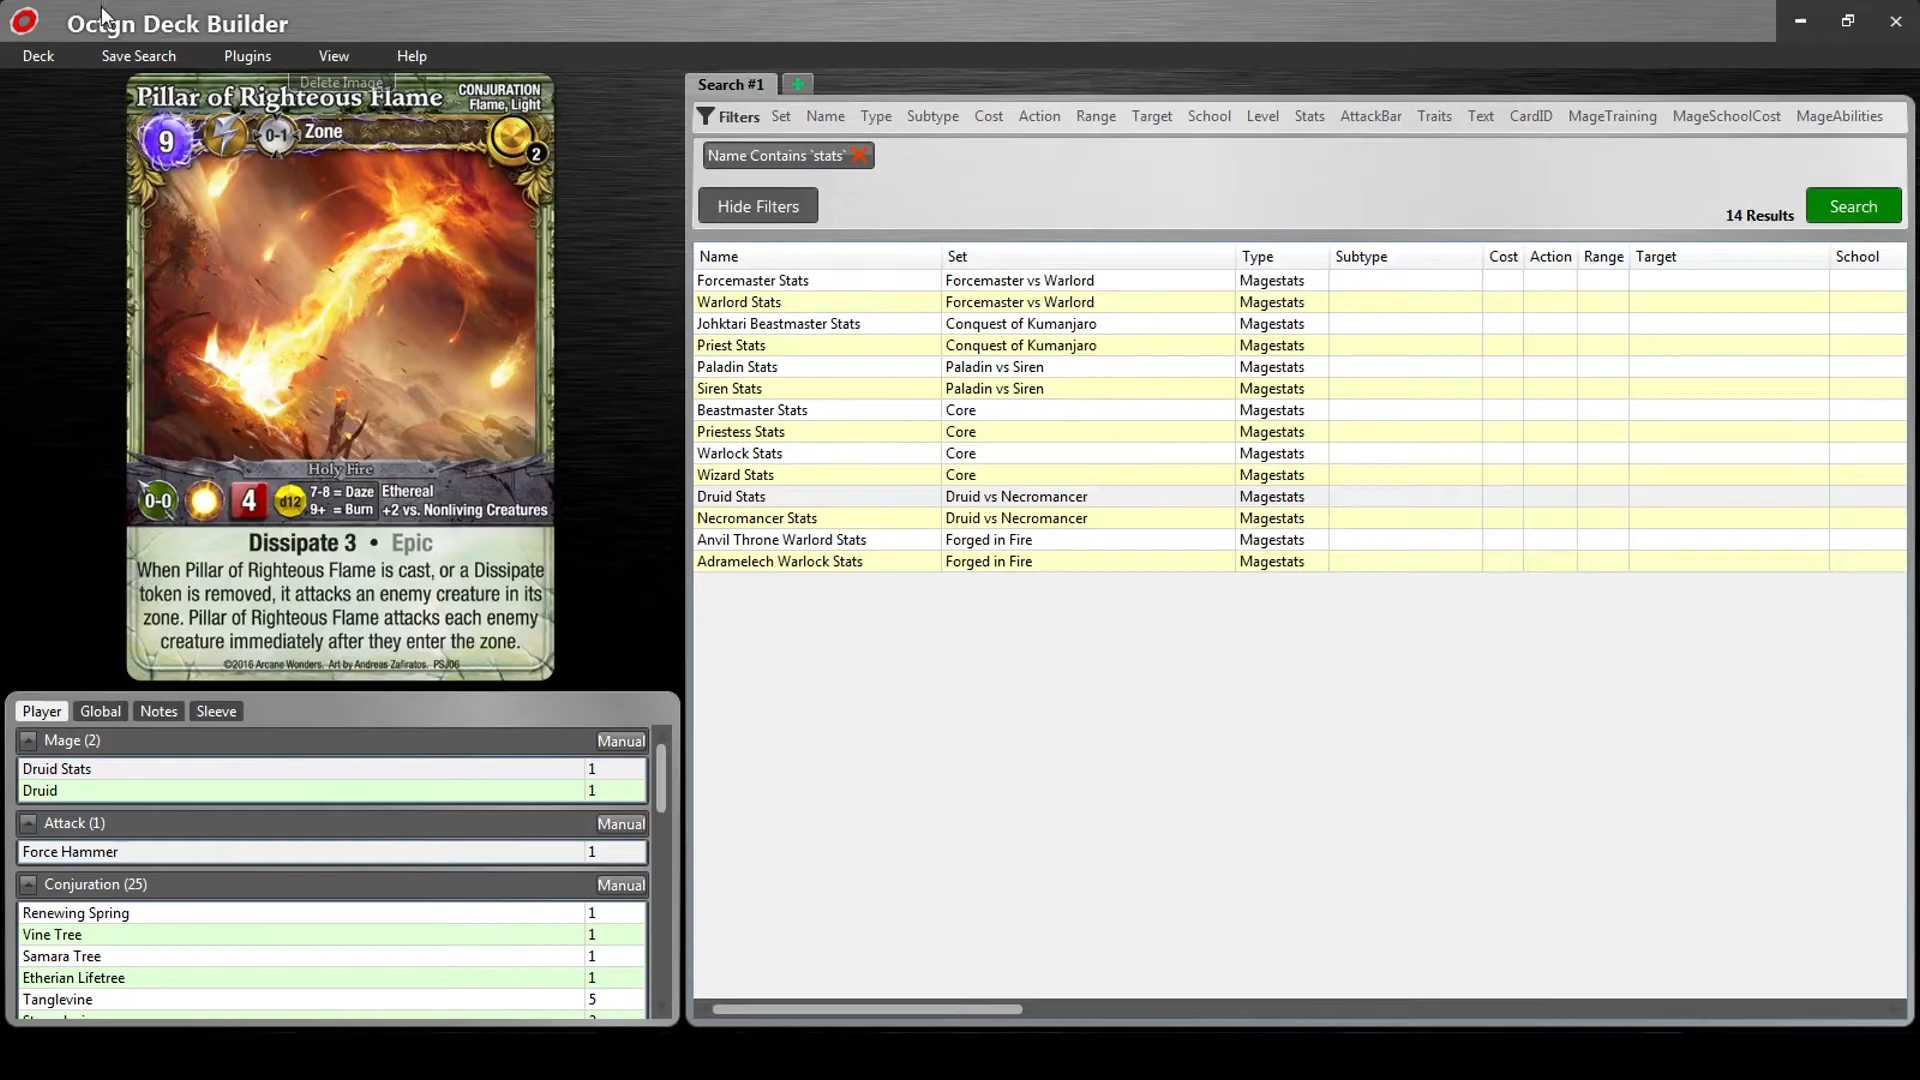 Octgn Deck Builder
Deck Save Search Plugins View Help
Delete Image
Pillar of Righteous Flame
CONJURATION
Flame, Light
9 0-1 Zone 2
Holy Fire
0-0 4 d12 7-8 = Daze Ethereal
9+ = Burn +2 vs. Nonliving Creatures
Dissipate 3 • Epic
When Pillar of Righteous Flame is cast, or a Dissipate
token is removed, it attacks an enemy creature in its
zone. Pillar of Righteous Flame attacks each enemy
creature immediately after they enter the zone.
©2016 Arcane Wonders. Art by Andreas Zafiratos. PSJ06
Player Global Notes Sleeve
Mage (2) Manual
Druid Stats 1
Druid 1
Attack (1) Manual
Force Hammer 1
Conjuration (25) Manual
Renewing Spring 1
Vine Tree 1
Samara Tree 1
Etherian Lifetree 1
Tanglevine 5
Search #1 +
Filters Set Name Type Subtype Cost Action Range Target School Level Stats AttackBar Traits Text CardID MageTraining MageSchoolCost MageAbilities
Name Contains `stats`
Hide Filters
14 Results Search
Name Set Type Subtype Cost Action Range Target School
Forcemaster Stats Forcemaster vs Warlord Magestats
Warlord Stats Forcemaster vs Warlord Magestats
Johktari Beastmaster Stats Conquest of Kumanjaro Magestats
Priest Stats Conquest of Kumanjaro Magestats
Paladin Stats Paladin vs Siren Magestats
Siren Stats Paladin vs Siren Magestats
Beastmaster Stats Core Magestats
Priestess Stats Core Magestats
Warlock Stats Core Magestats
Wizard Stats Core Magestats
Druid Stats Druid vs Necromancer Magestats
Necromancer Stats Druid vs Necromancer Magestats
Anvil Throne Warlord Stats Forged in Fire Magestats
Adramelech Warlock Stats Forged in Fire Magestats